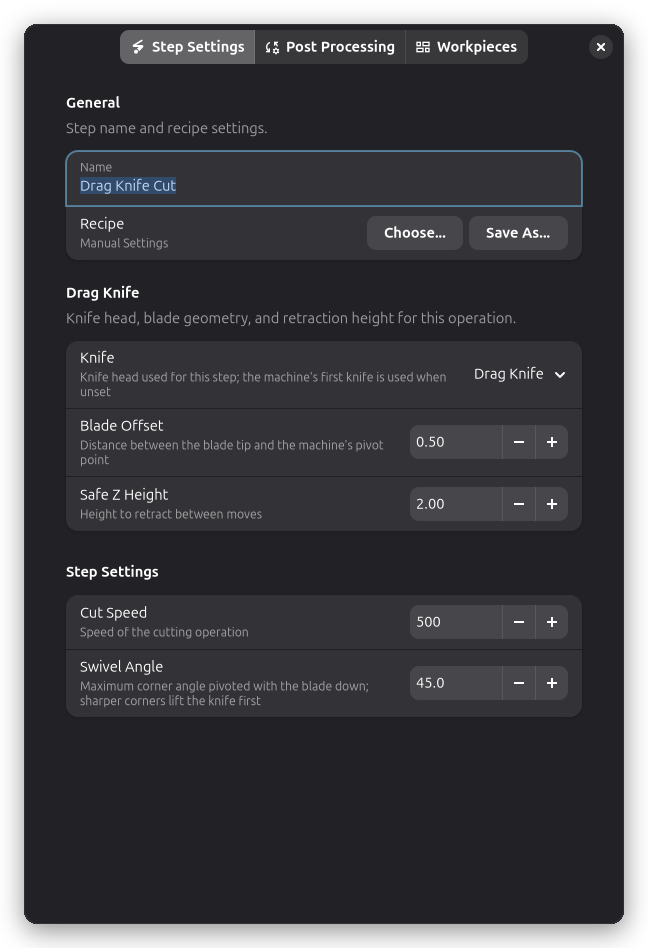 Step Settings
Post Processing
Workpieces
General
Step name and recipe settings.
Name
Drag Knife Cut
Recipe
Manual Settings
Choose...
Save As...
Drag Knife
Knife head, blade geometry, and retraction height for this operation.
Knife
Knife head used for this step; the machine's first knife is used when
unset
Drag Knife
Blade Offset
Distance between the blade tip and the machine's pivot
point
0.50
Safe Z Height
Height to retract between moves
2.00
Step Settings
Cut Speed
Speed of the cutting operation
500
Swivel Angle
Maximum corner angle pivoted with the blade down;
sharper corners lift the knife first
45.0